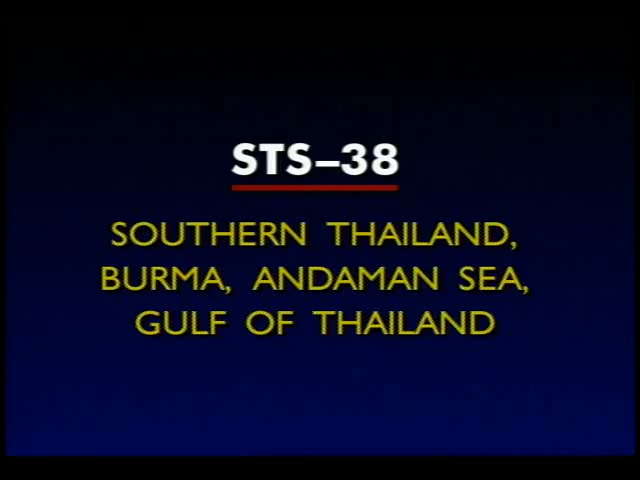 STS–38
SOUTHERN THAILAND,
BURMA, ANDAMAN SEA,
GULF OF THAILAND